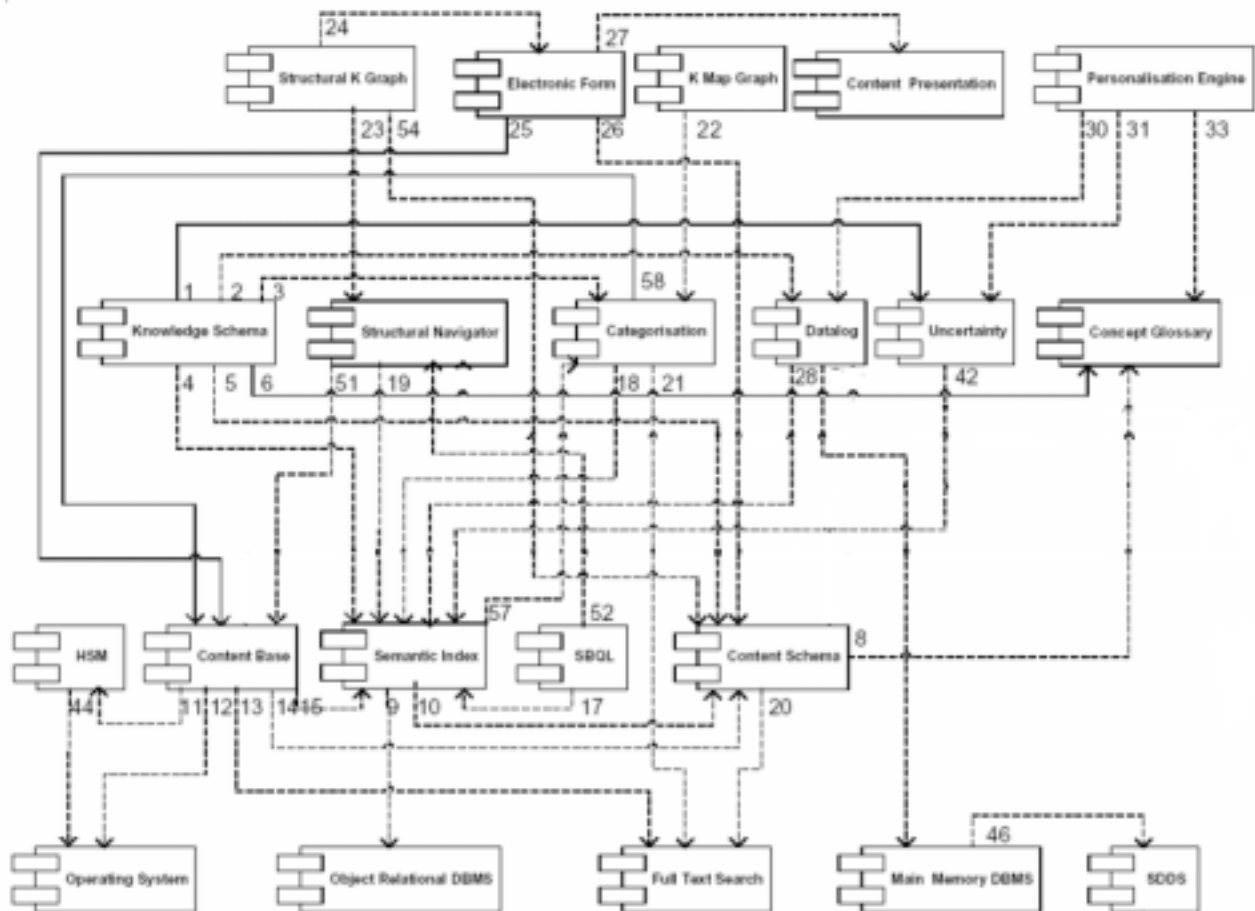 24
27
Structural K Graph
Electronic Form
K Map Graph
Content Presentation
Personalisation Engine
23 54 25 26 22 30 31 33
1 2 3 58
Knowledge Schema
Structural Navigator
Categorisation
Datalog
Uncertainty
Concept Glossary
4 5 6 51 19 18 21 28 42
57 52 8
HSM
Content Base
Semantic Index
SBQL
Content Schema
44 11 12 13 14 15 9 10 17 20
46
Operating System
Object Relational DBMS
Full Text Search
Main Memory DBMS
SDDS